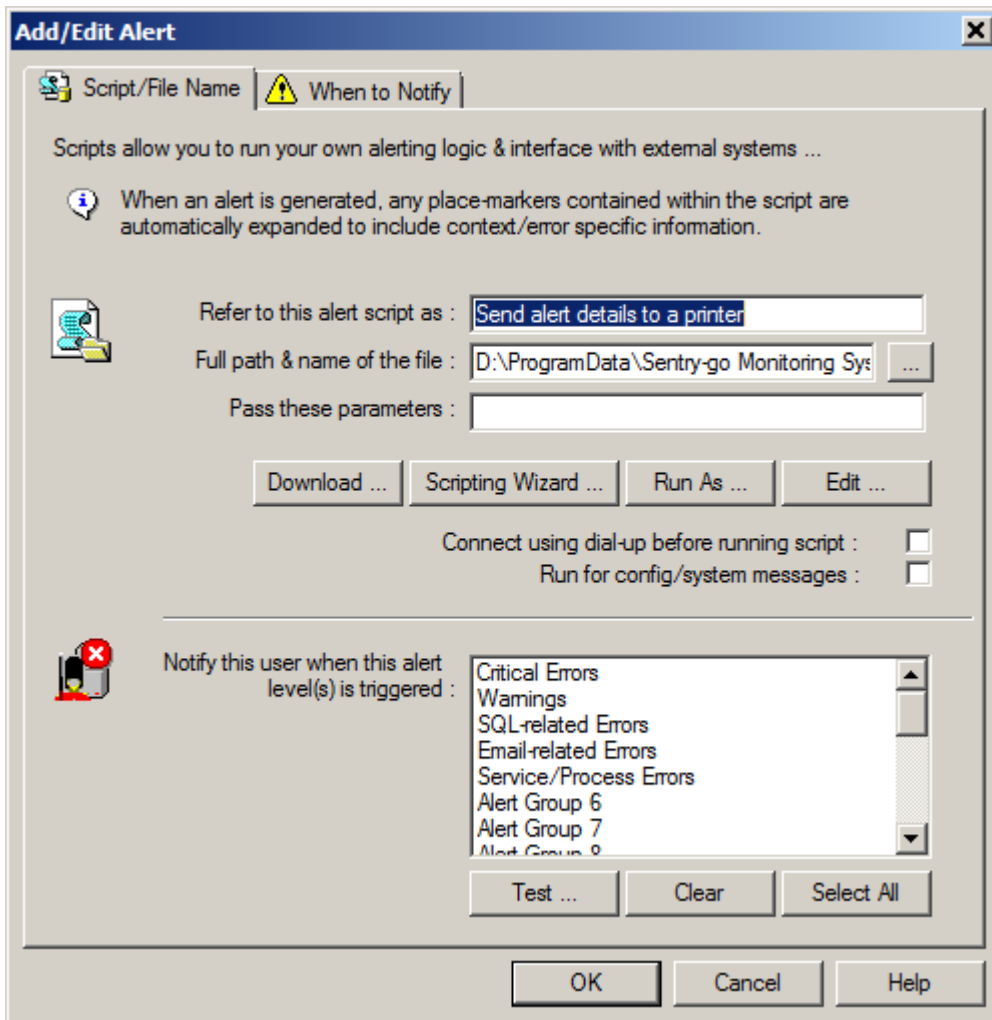 Add/Edit Alert
Script/File Name
When to Notify
Scripts allow you to run your own alerting logic & interface with external systems ...
When an alert is generated, any place-markers contained within the script are
automatically expanded to include context/error specific information.
Refer to this alert script as : Send alert details to a printer
Full path & name of the file : D:\ProgramData\Sentry-go Monitoring Sys ...
Pass these parameters :
Download ... Scripting Wizard ... Run As ... Edit ...
Connect using dial-up before running script :
Run for config/system messages :
Notify this user when this alert
level(s) is triggered :
Critical Errors
Warnings
SQL-related Errors
Email-related Errors
Service/Process Errors
Alert Group 6
Alert Group 7
Alert Group 8
Test ... Clear Select All
OK Cancel Help